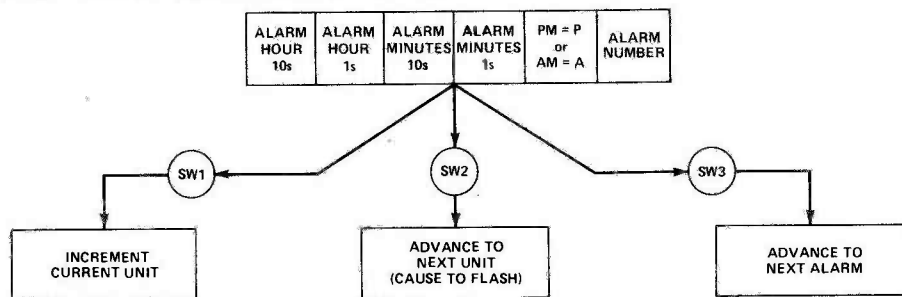 ALARM HOUR 10s
ALARM HOUR 1s
ALARM MINUTES 10s
ALARM MINUTES 1s
PM = P or AM = A
ALARM NUMBER
SW1
SW2
SW3
INCREMENT
CURRENT UNIT
ADVANCE TO
NEXT UNIT
(CAUSE TO FLASH)
ADVANCE TO
NEXT ALARM